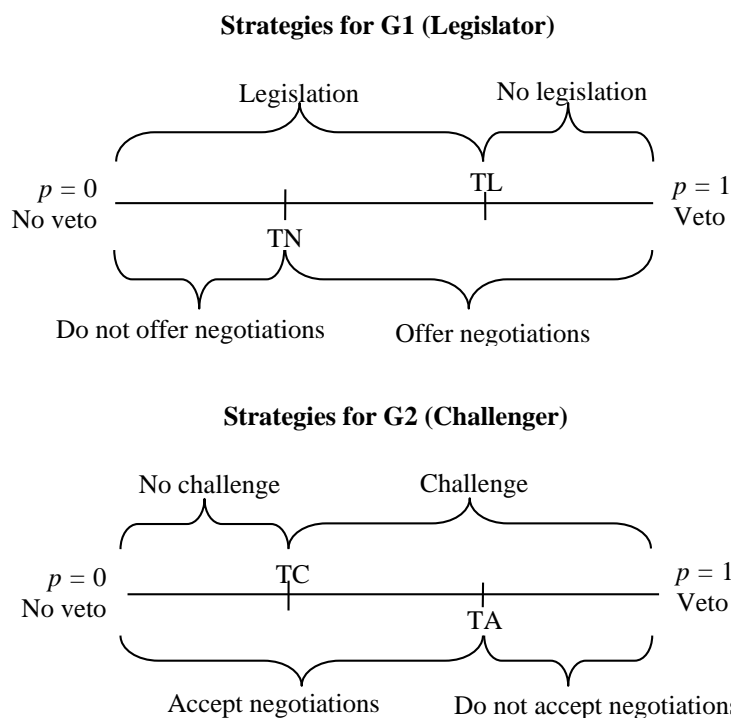 Strategies for G1 (Legislator)
Legislation
No legislation
p = 0
No veto
TL
p = 1
Veto
TN
Do not offer negotiations
Offer negotiations
Strategies for G2 (Challenger)
No challenge
Challenge
p = 0
No veto
TC
p = 1
Veto
TA
Accept negotiations
Do not accept negotiations